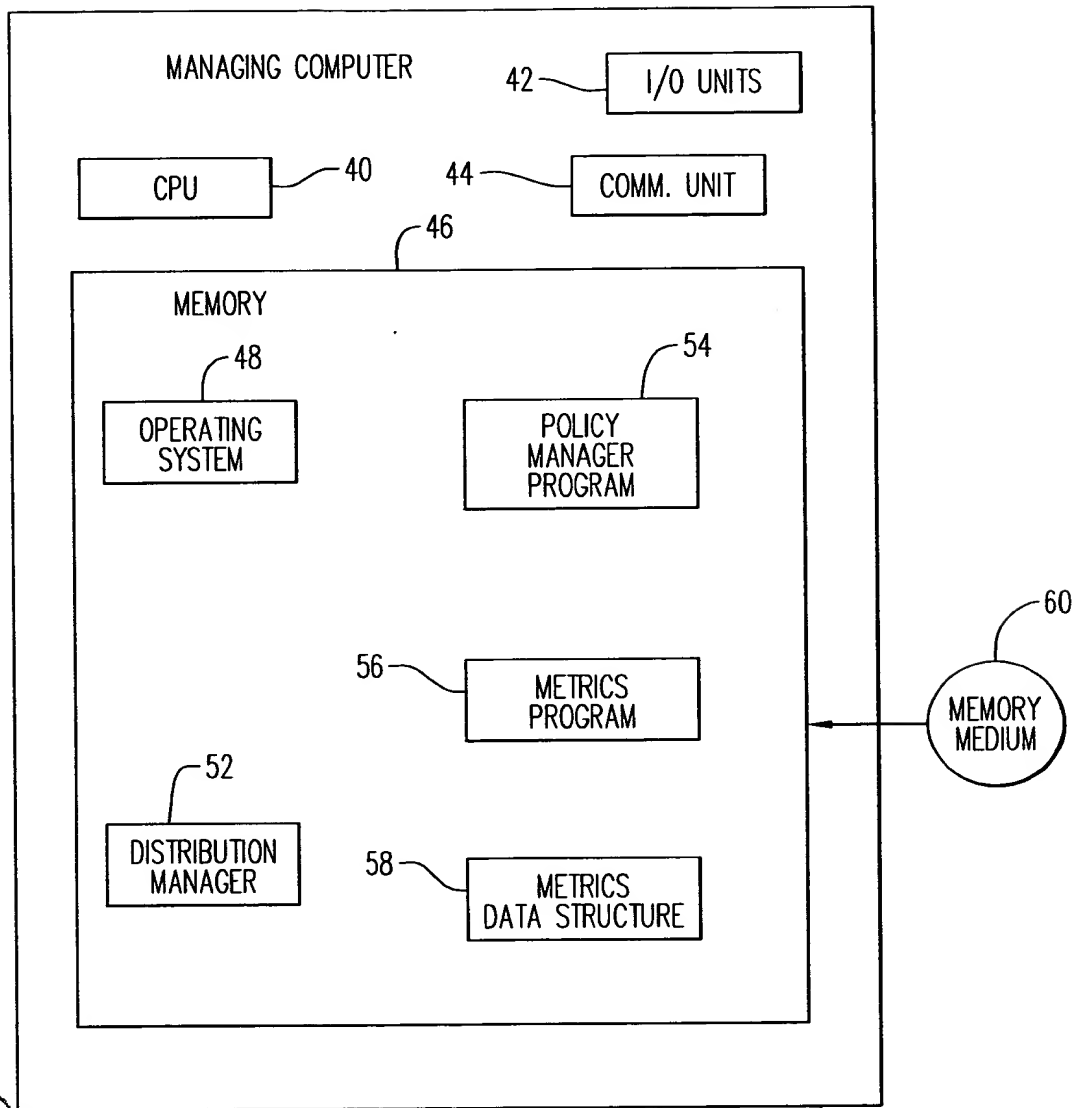 MANAGING COMPUTER
42
I/O UNITS
CPU
40
44
COMM. UNIT
46
MEMORY
48
OPERATING
SYSTEM
54
POLICY
MANAGER
PROGRAM
56
METRICS
PROGRAM
60
MEMORY
MEDIUM
52
DISTRIBUTION
MANAGER
58
METRICS
DATA STRUCTURE